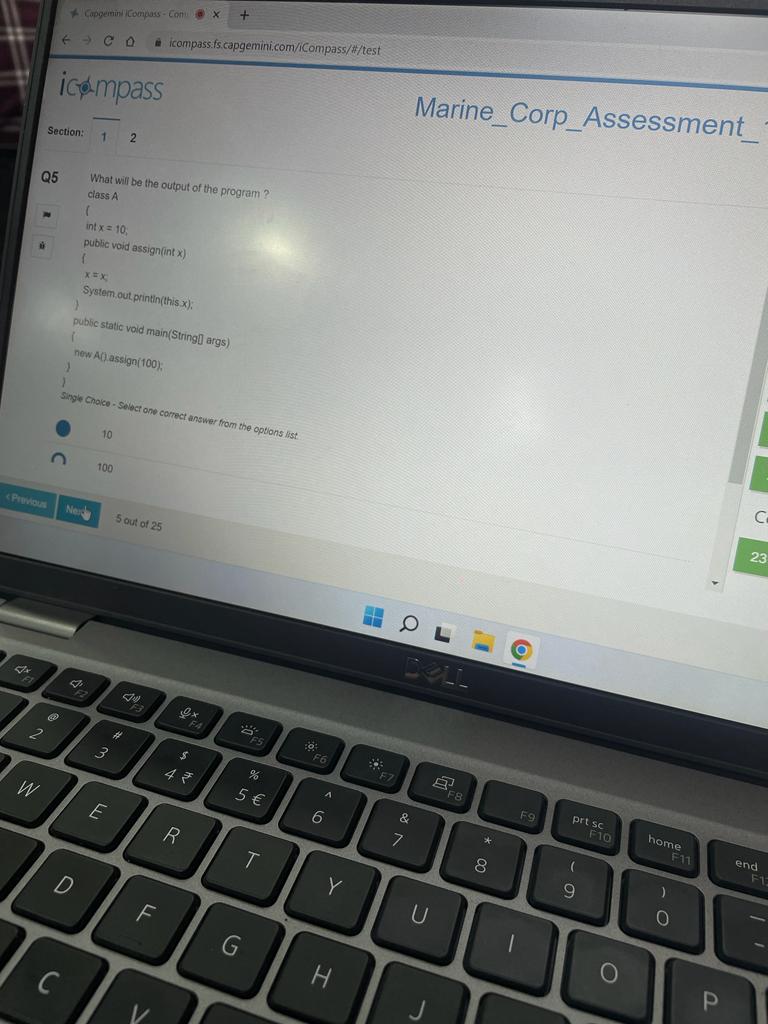 Capgemini iCompass - Com
icompass.fs.capgemini.com/iCompass/#/test
icompass
Marine_Corp_Assessment_
Section: 1 2
Q5 What will be the output of the program ?
class A
{
int x = 10;
public void assign(int x)
{
x = x;
System.out.println(this.x);
}
public static void main(String[] args)
{
new A().assign(100);
}
}
Single Choice - Select one correct answer from the options list.
10
100
< Previous Next 5 out of 25
23
DELL
F1 F2 F3 F4 F5 F6 F7 F8 F9 prt sc F10 home F11 end F12
@ 2 # 3 $ 4 ₹ % 5 € ^ 6 & 7 * 8 ( 9 ) 0 _ -
W E R T Y U I O P
D F G H J
C V